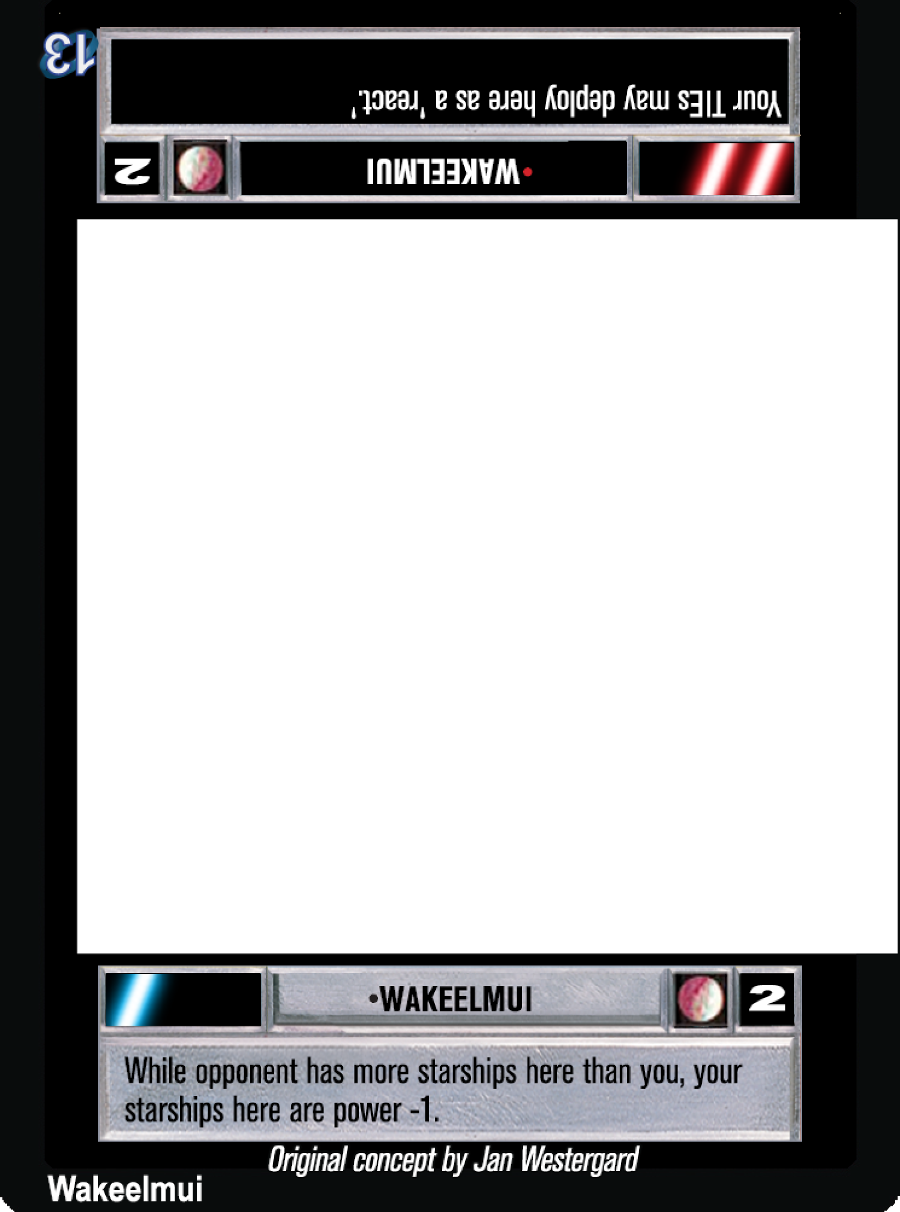 13
Your TIEs may deploy here as a 'react.'
2
•WAKEELMUI
•WAKEELMUI
2
While opponent has more starships here than you, your
starships here are power -1.
Original concept by Jan Westergard
Wakeelmui